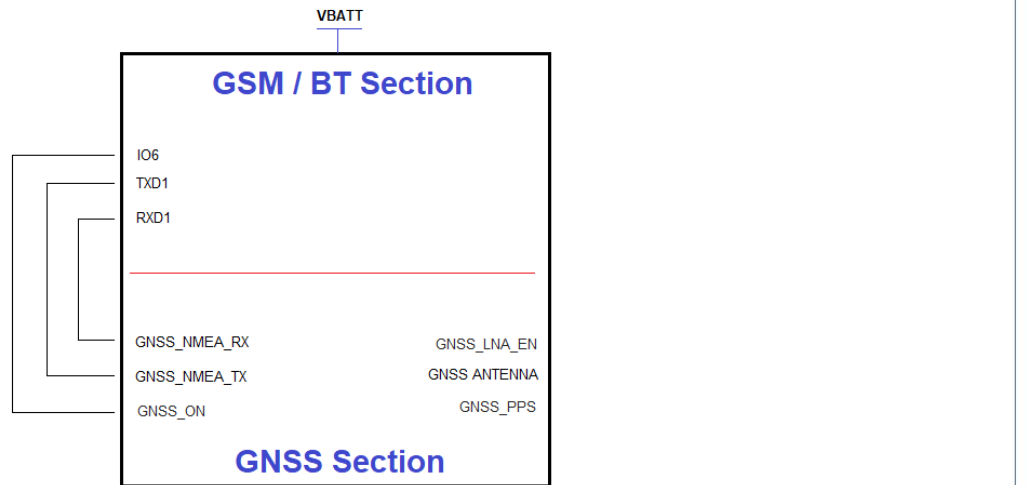 VBATT
GSM / BT Section
IO6
TXD1
RXD1
GNSS_NMEA_RX
GNSS_LNA_EN
GNSS_NMEA_TX
GNSS ANTENNA
GNSS_ON
GNSS_PPS
GNSS Section